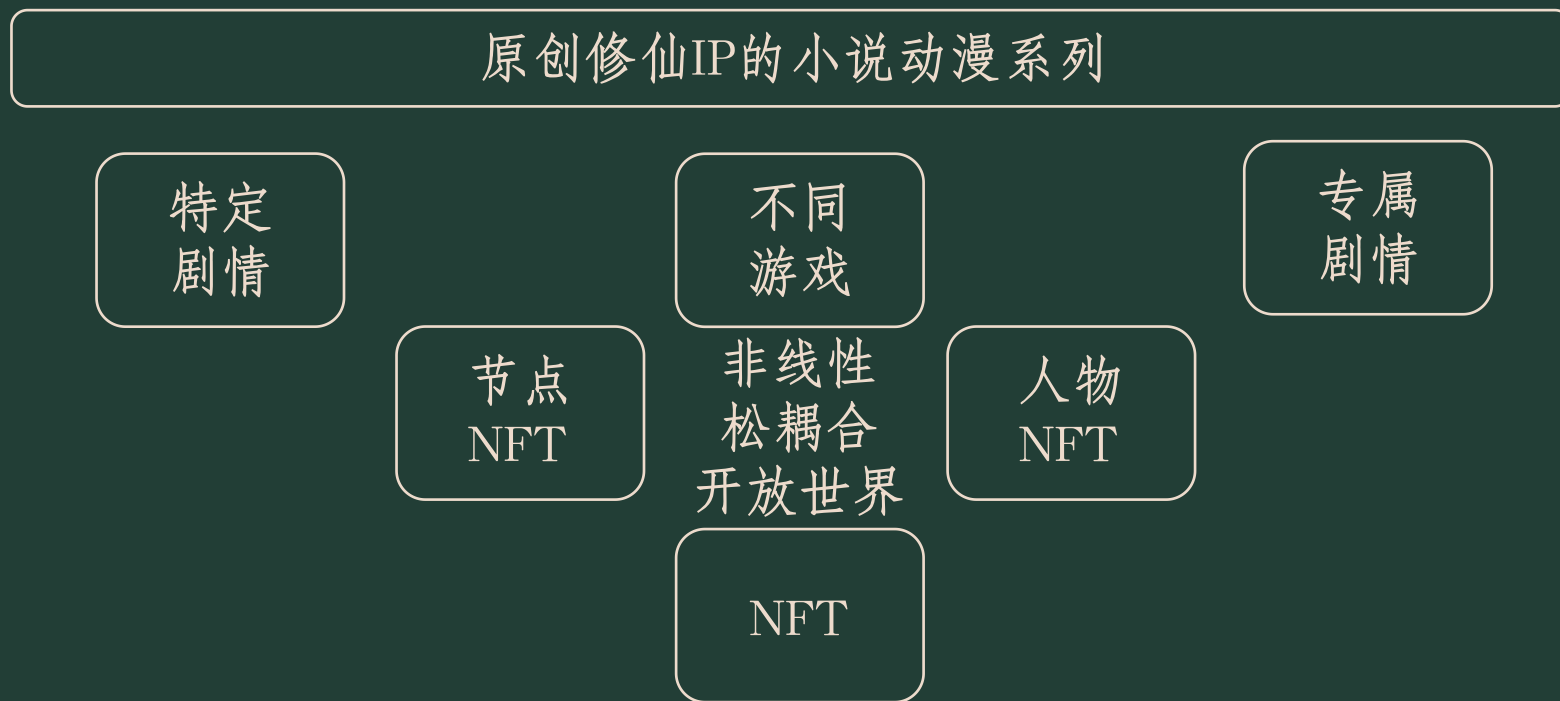 原创修仙IP的小说动漫系列
特定
剧情
不同
游戏
专属
剧情
节点
NFT
非线性
松耦合
开放世界
人物
NFT
NFT